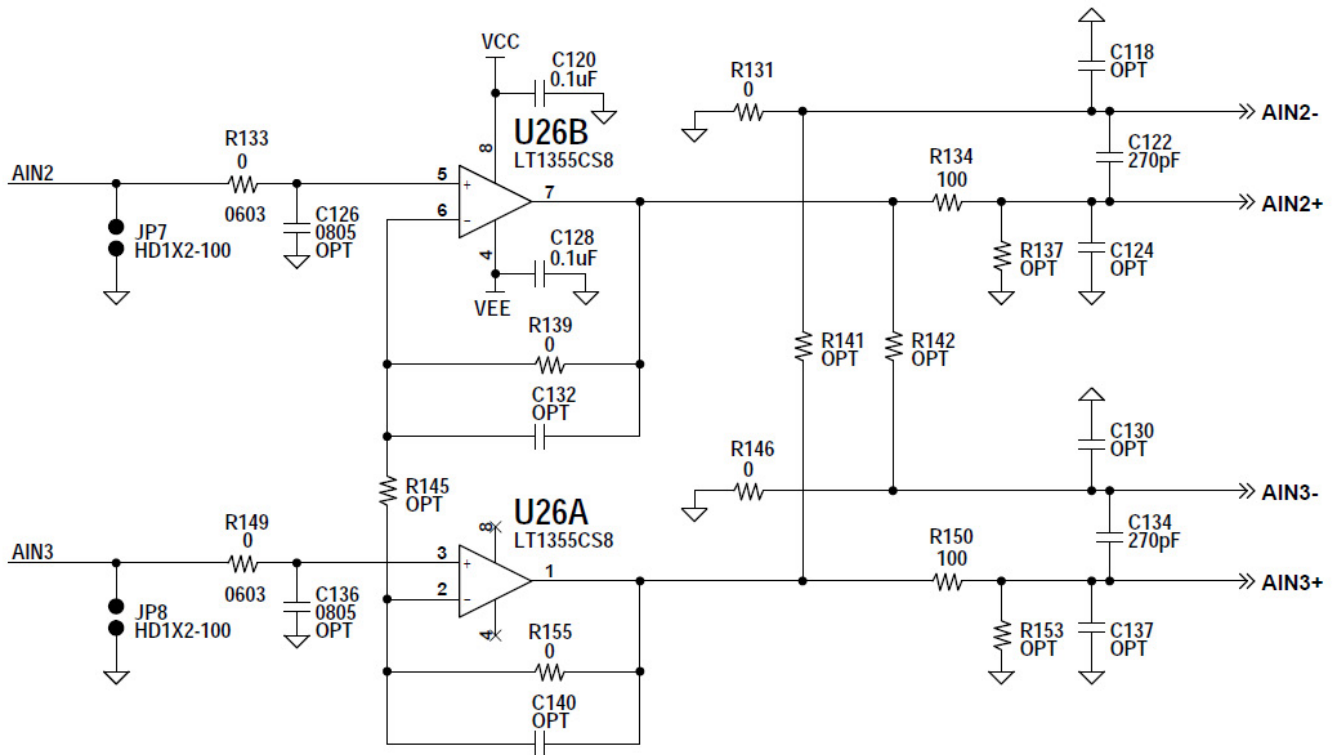 VCC
C120
0.1uF
U26B
LT1355CS8
8
5
+
6
-
7
4
C128
0.1uF
VEE
AIN2
R133
0
0603
C126
0805
OPT
JP7
HD1X2-100
R139
0
C132
OPT
R145
OPT
R131
0
C118
OPT
AIN2-
C122
270pF
R134
100
AIN2+
R137
OPT
C124
OPT
R141
OPT
R142
OPT
C130
OPT
R146
0
AIN3-
C134
270pF
R150
100
AIN3+
R153
OPT
C137
OPT
U26A
LT1355CS8
8
3
+
2
-
1
4
AIN3
R149
0
0603
C136
0805
OPT
JP8
HD1X2-100
R155
0
C140
OPT